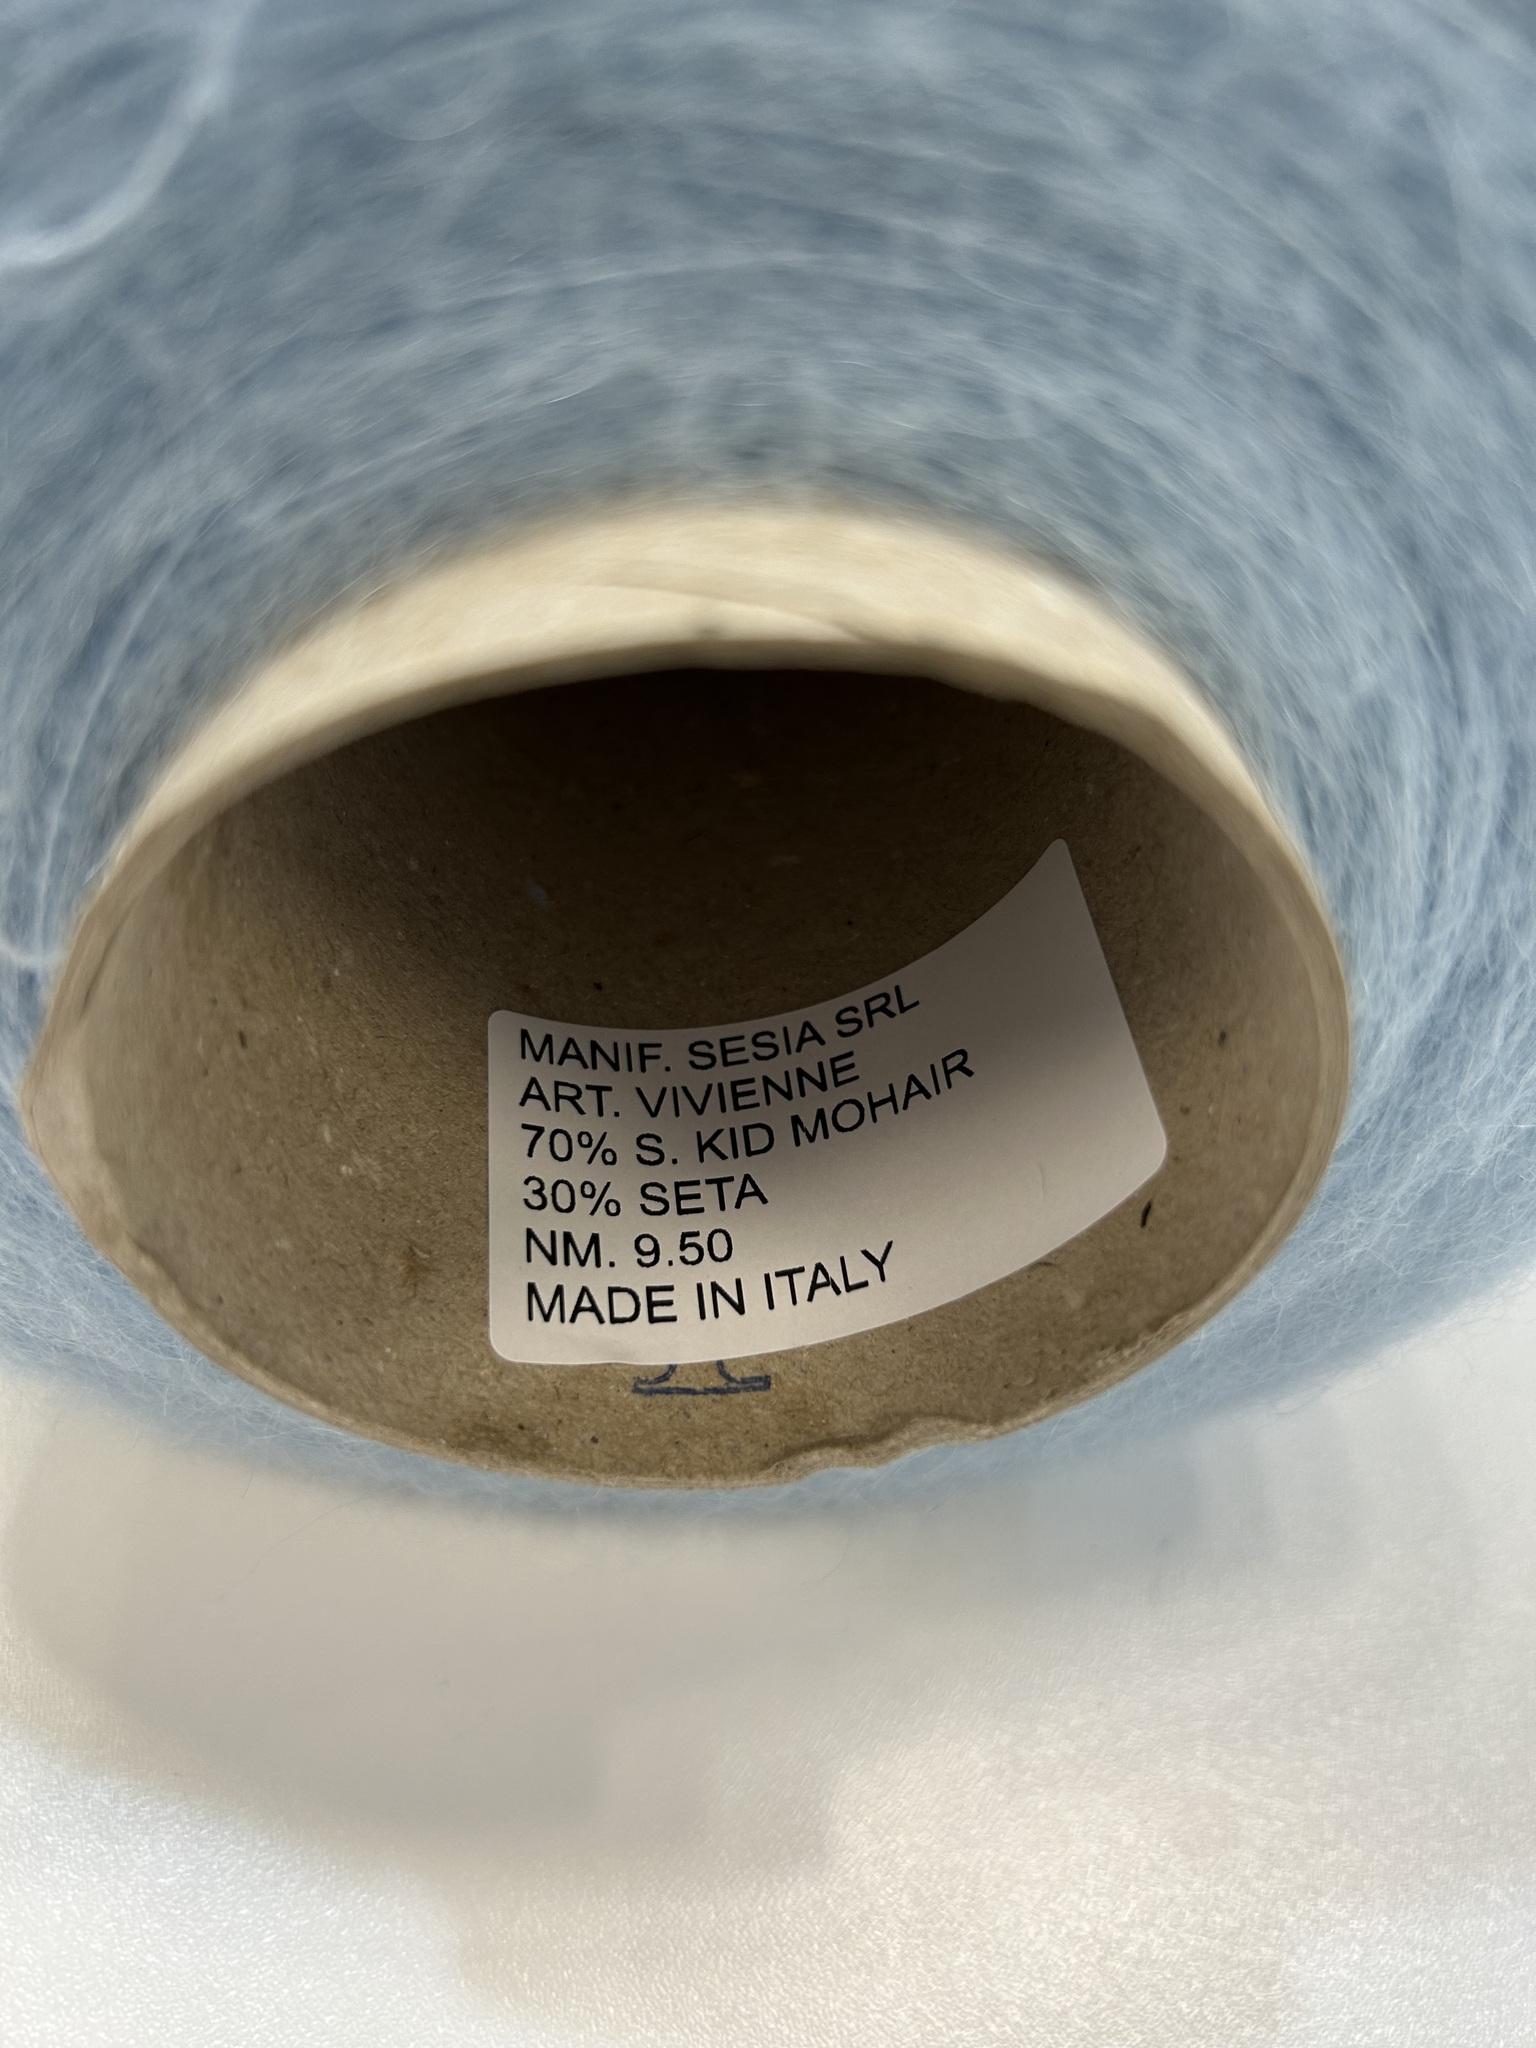 MANIF. SESIA SRL
ART. VIVIENNE
70% S. KID MOHAIR
30% SETA
NM. 9.50
MADE IN ITALY